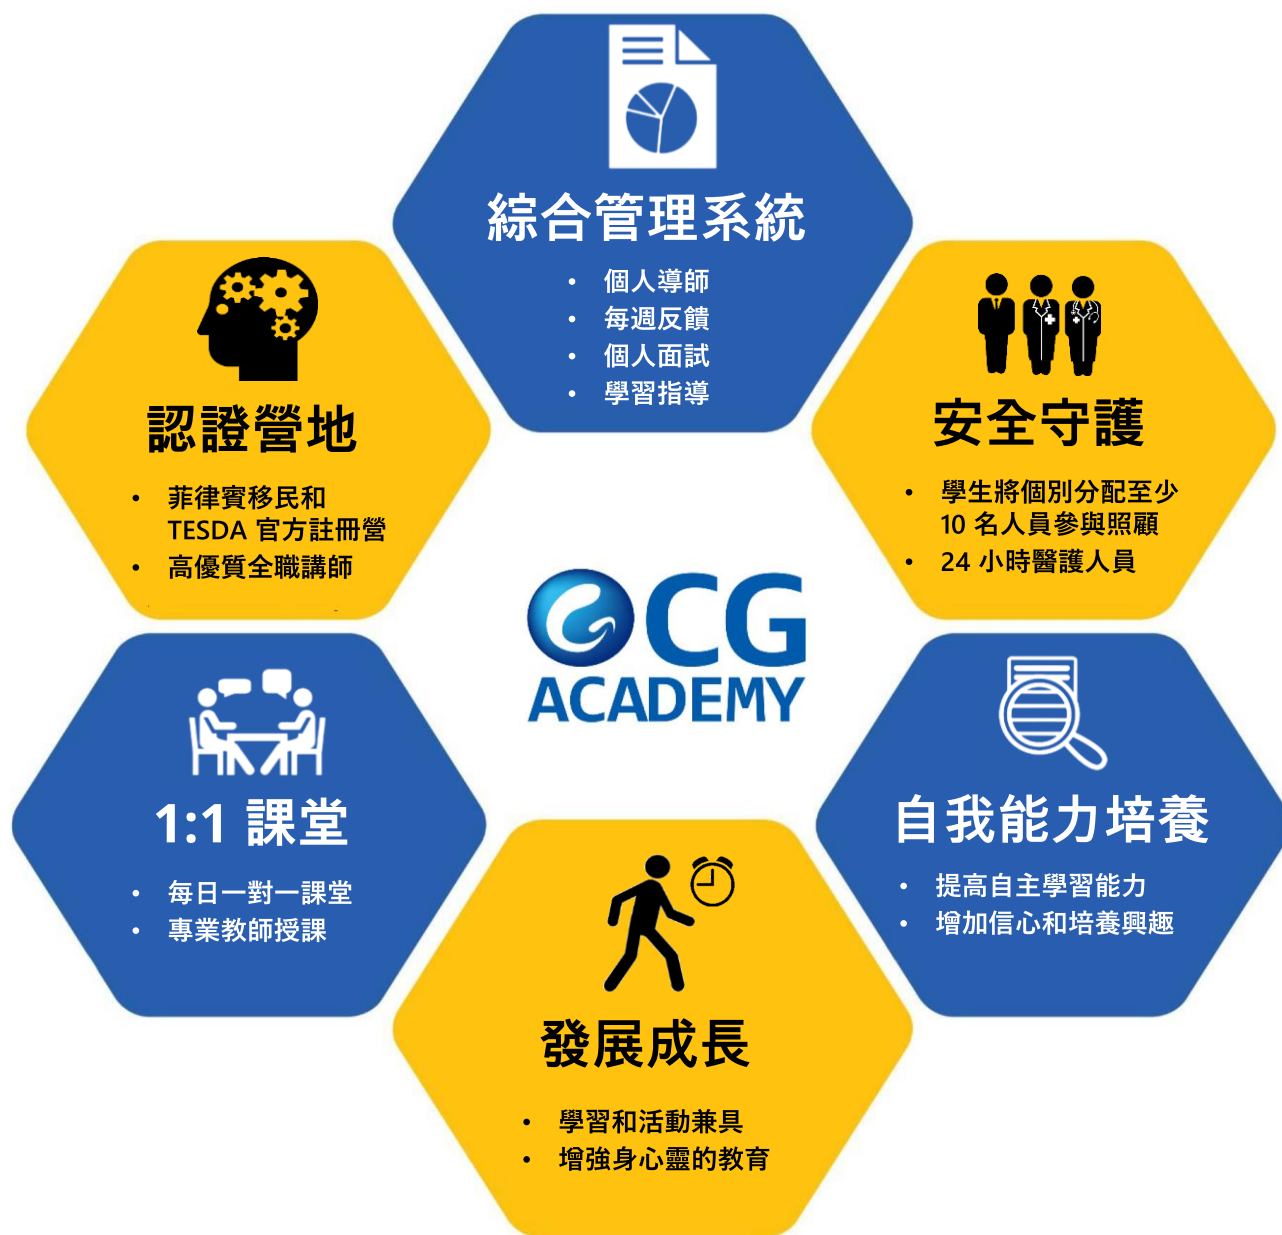 綜合管理系統
• 個人導師
• 每週反饋
• 個人面試
• 學習指導
認證營地
• 菲律賓移民和
TESDA 官方註冊營
• 高優質全職講師
安全守護
• 學生將個別分配至少
10 名人員參與照顧
• 24 小時醫護人員
CG
ACADEMY
1:1 課堂
• 每日一對一課堂
• 專業教師授課
自我能力培養
• 提高自主學習能力
• 增加信心和培養興趣
發展成長
• 學習和活動兼具
• 增強身心靈的教育